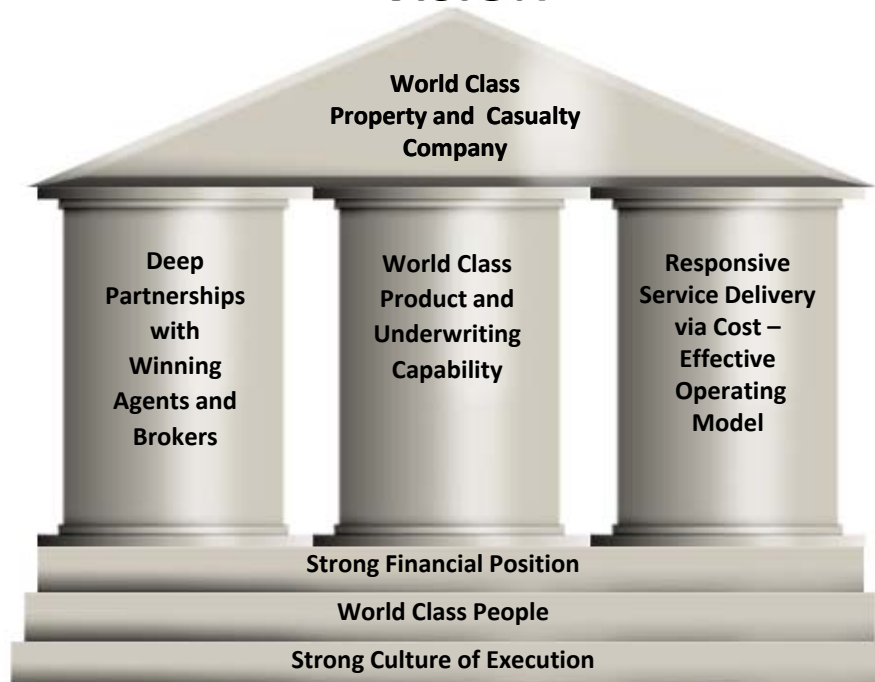 World Class
Property and Casualty
Company
Deep
Partnerships
with
Winning
Agents and
Brokers
World Class
Product and
Underwriting
Capability
Responsive
Service Delivery
via Cost –
Effective
Operating
Model
Strong Financial Position
World Class People
Strong Culture of Execution